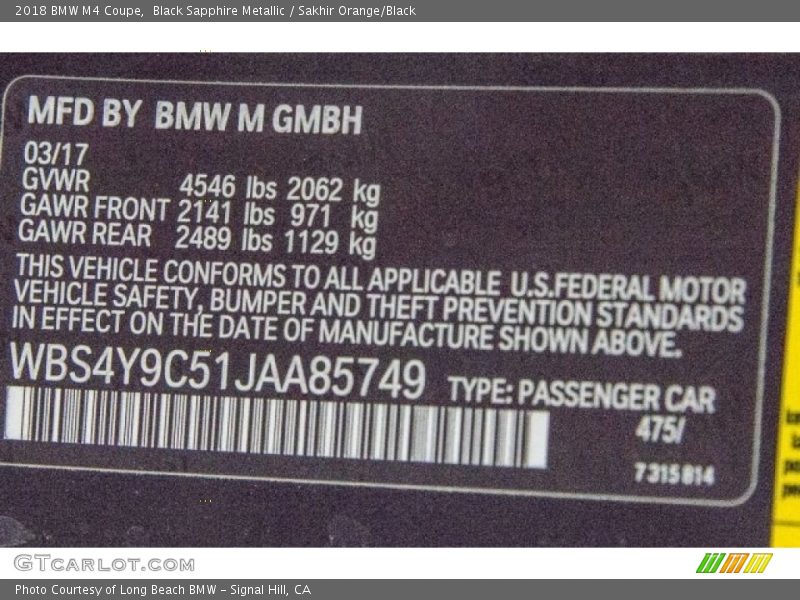 2018 BMW M4 Coupe,  Black Sapphire Metallic / Sakhir Orange/Black
MFD BY BMW M GMBH
03/17
GVWR 4546 lbs 2062 kg
GAWR FRONT 2141 lbs 971 kg
GAWR REAR 2489 lbs 1129 kg
THIS VEHICLE CONFORMS TO ALL APPLICABLE U.S.FEDERAL MOTOR
VEHICLE SAFETY, BUMPER AND THEFT PREVENTION STANDARDS
IN EFFECT ON THE DATE OF MANUFACTURE SHOWN ABOVE.
WBS4Y9C51JAA85749 TYPE: PASSENGER CAR
475/
7315814
GTCARLOT.COM
Photo Courtesy of Long Beach BMW - Signal Hill, CA